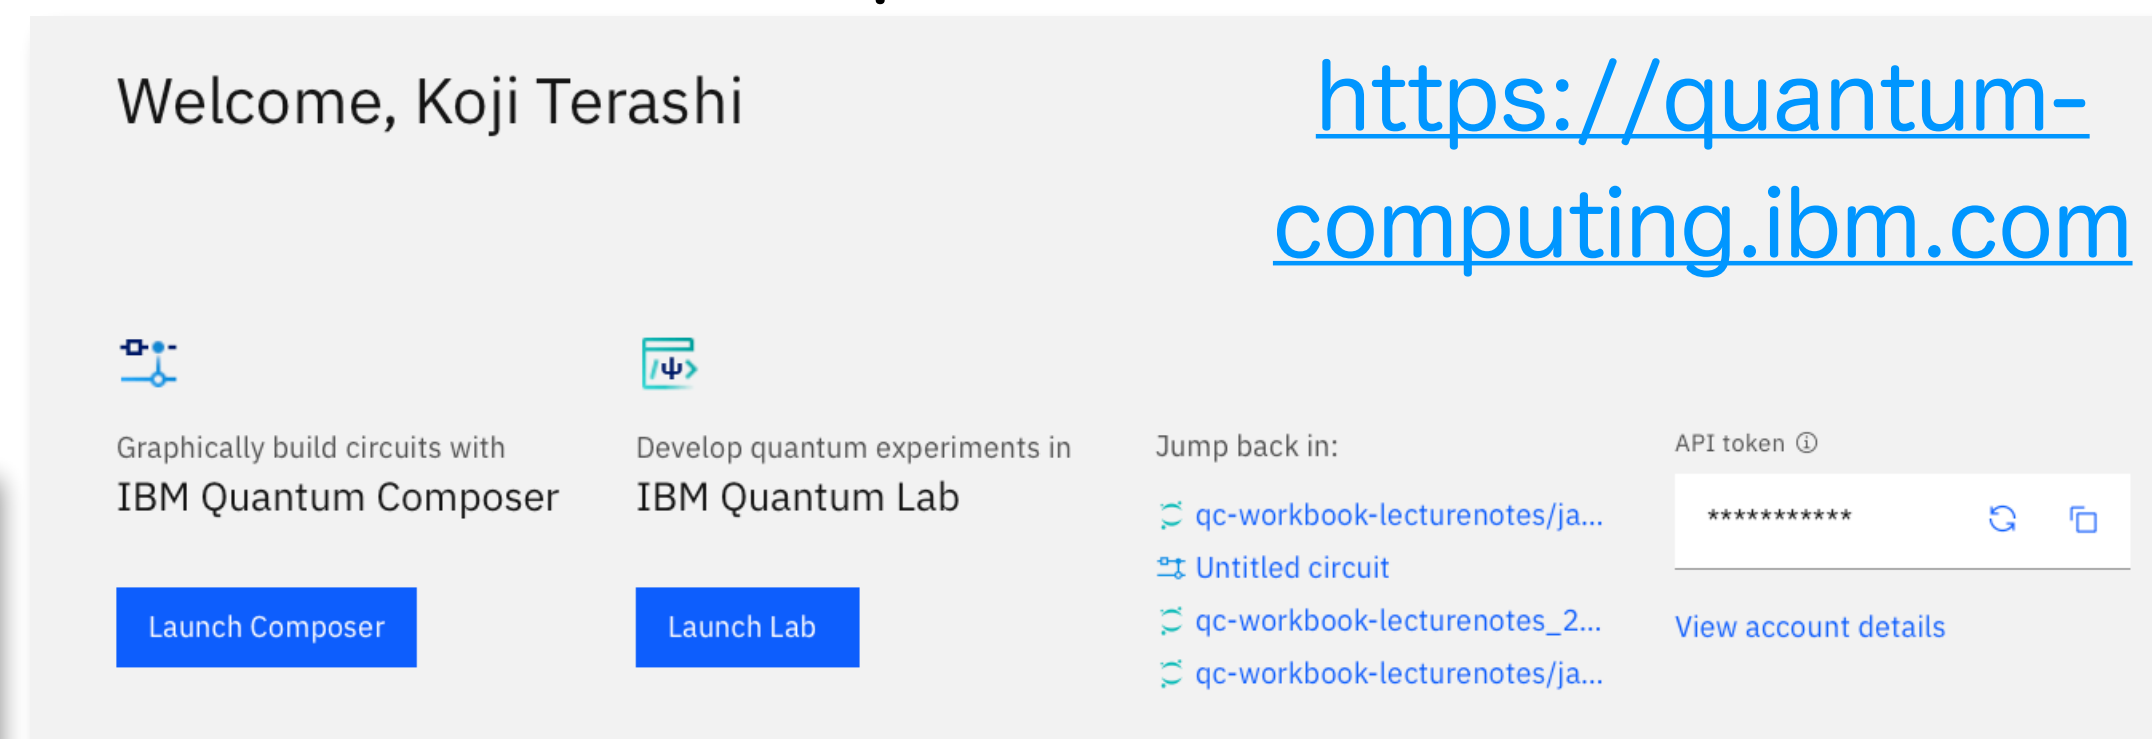 Welcome, Koji Terashi
https://quantum-
computing.ibm.com
Graphically build circuits with
IBM Quantum Composer
Launch Composer
Develop quantum experiments in
IBM Quantum Lab
Launch Lab
Jump back in:
qc-workbook-lecturenotes/ja...
Untitled circuit
qc-workbook-lecturenotes_2...
qc-workbook-lecturenotes/ja...
API token
***********
View account details